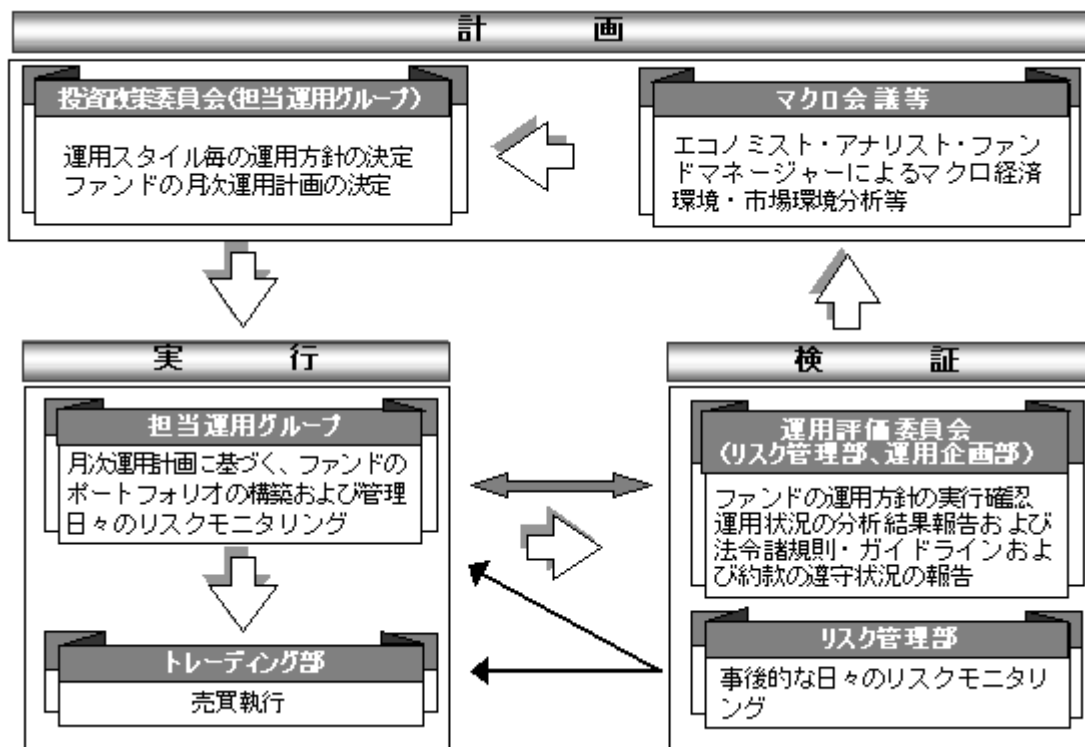 計画
投資政策委員会(担当運用グループ)
運用スタイル毎の運用方針の決定
ファンドの月次運用計画の決定
マクロ会議等
エコノミスト・アナリスト・ファン
ドマネージャーによるマクロ経済
環境・市場環境分析等
実行
担当運用グループ
月次運用計画に基づく、ファンドの
ポートフォリオの構築および管理
日々のリスクモニタリング
トレーディング部
売買執行
検証
運用評価委員会
(リスク管理部、運用企画部)
ファンドの運用方針の実行確認
運用状況の分析結果報告および
法令諸規則・ガイドラインおよ
び約款の遵守状況の報告
リスク管理部
事後的な日々のリスクモニタリ
ング